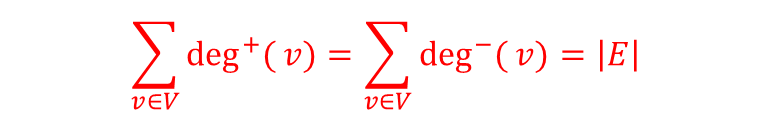 ∑_{v∈V} deg⁺( v) = ∑_{v∈V} deg⁻( v) = |E|